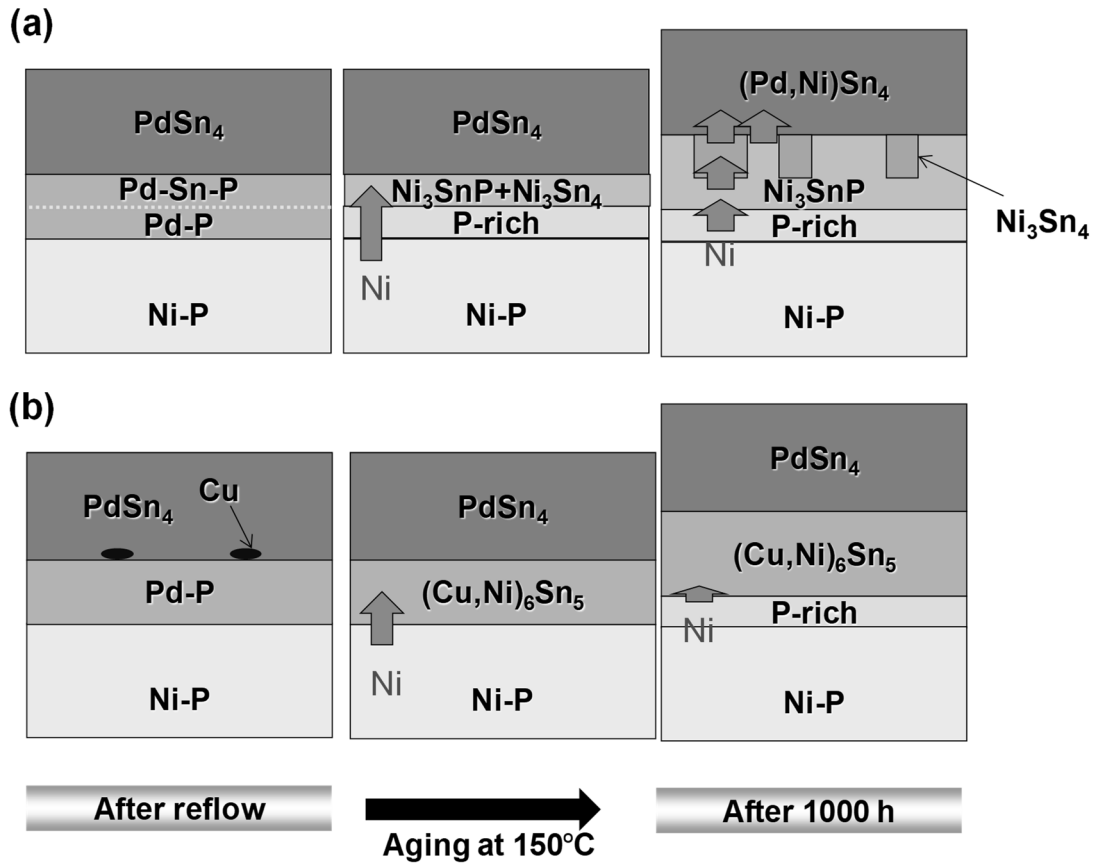 (a)
PdSn₄
Pd-Sn-P
Pd-P
Ni-P
PdSn₄
Ni₃SnP+Ni₃Sn₄
P-rich
Ni
Ni-P
(Pd,Ni)Sn₄
Ni₃SnP
Ni₃Sn₄
P-rich
Ni
Ni-P
(b)
Cu
PdSn₄
Pd-P
Ni-P
PdSn₄
(Cu,Ni)₆Sn₅
Ni
Ni-P
PdSn₄
(Cu,Ni)₆Sn₅
P-rich
Ni
Ni-P
After reflow
Aging at 150°C
After 1000 h